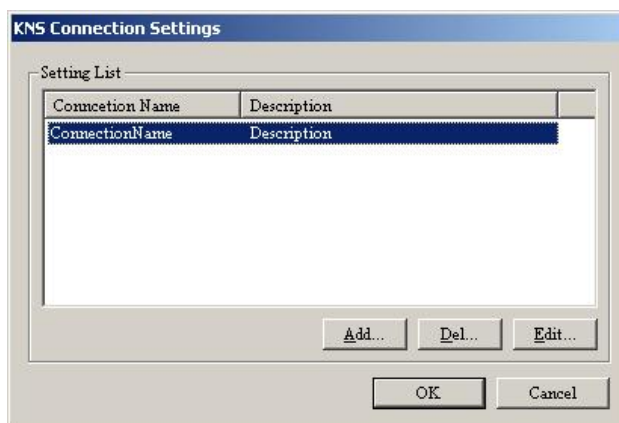 KNS Connection Settings
Setting List
Conncetion Name Description
ConnectionName Description
Add... Del... Edit...
OK Cancel